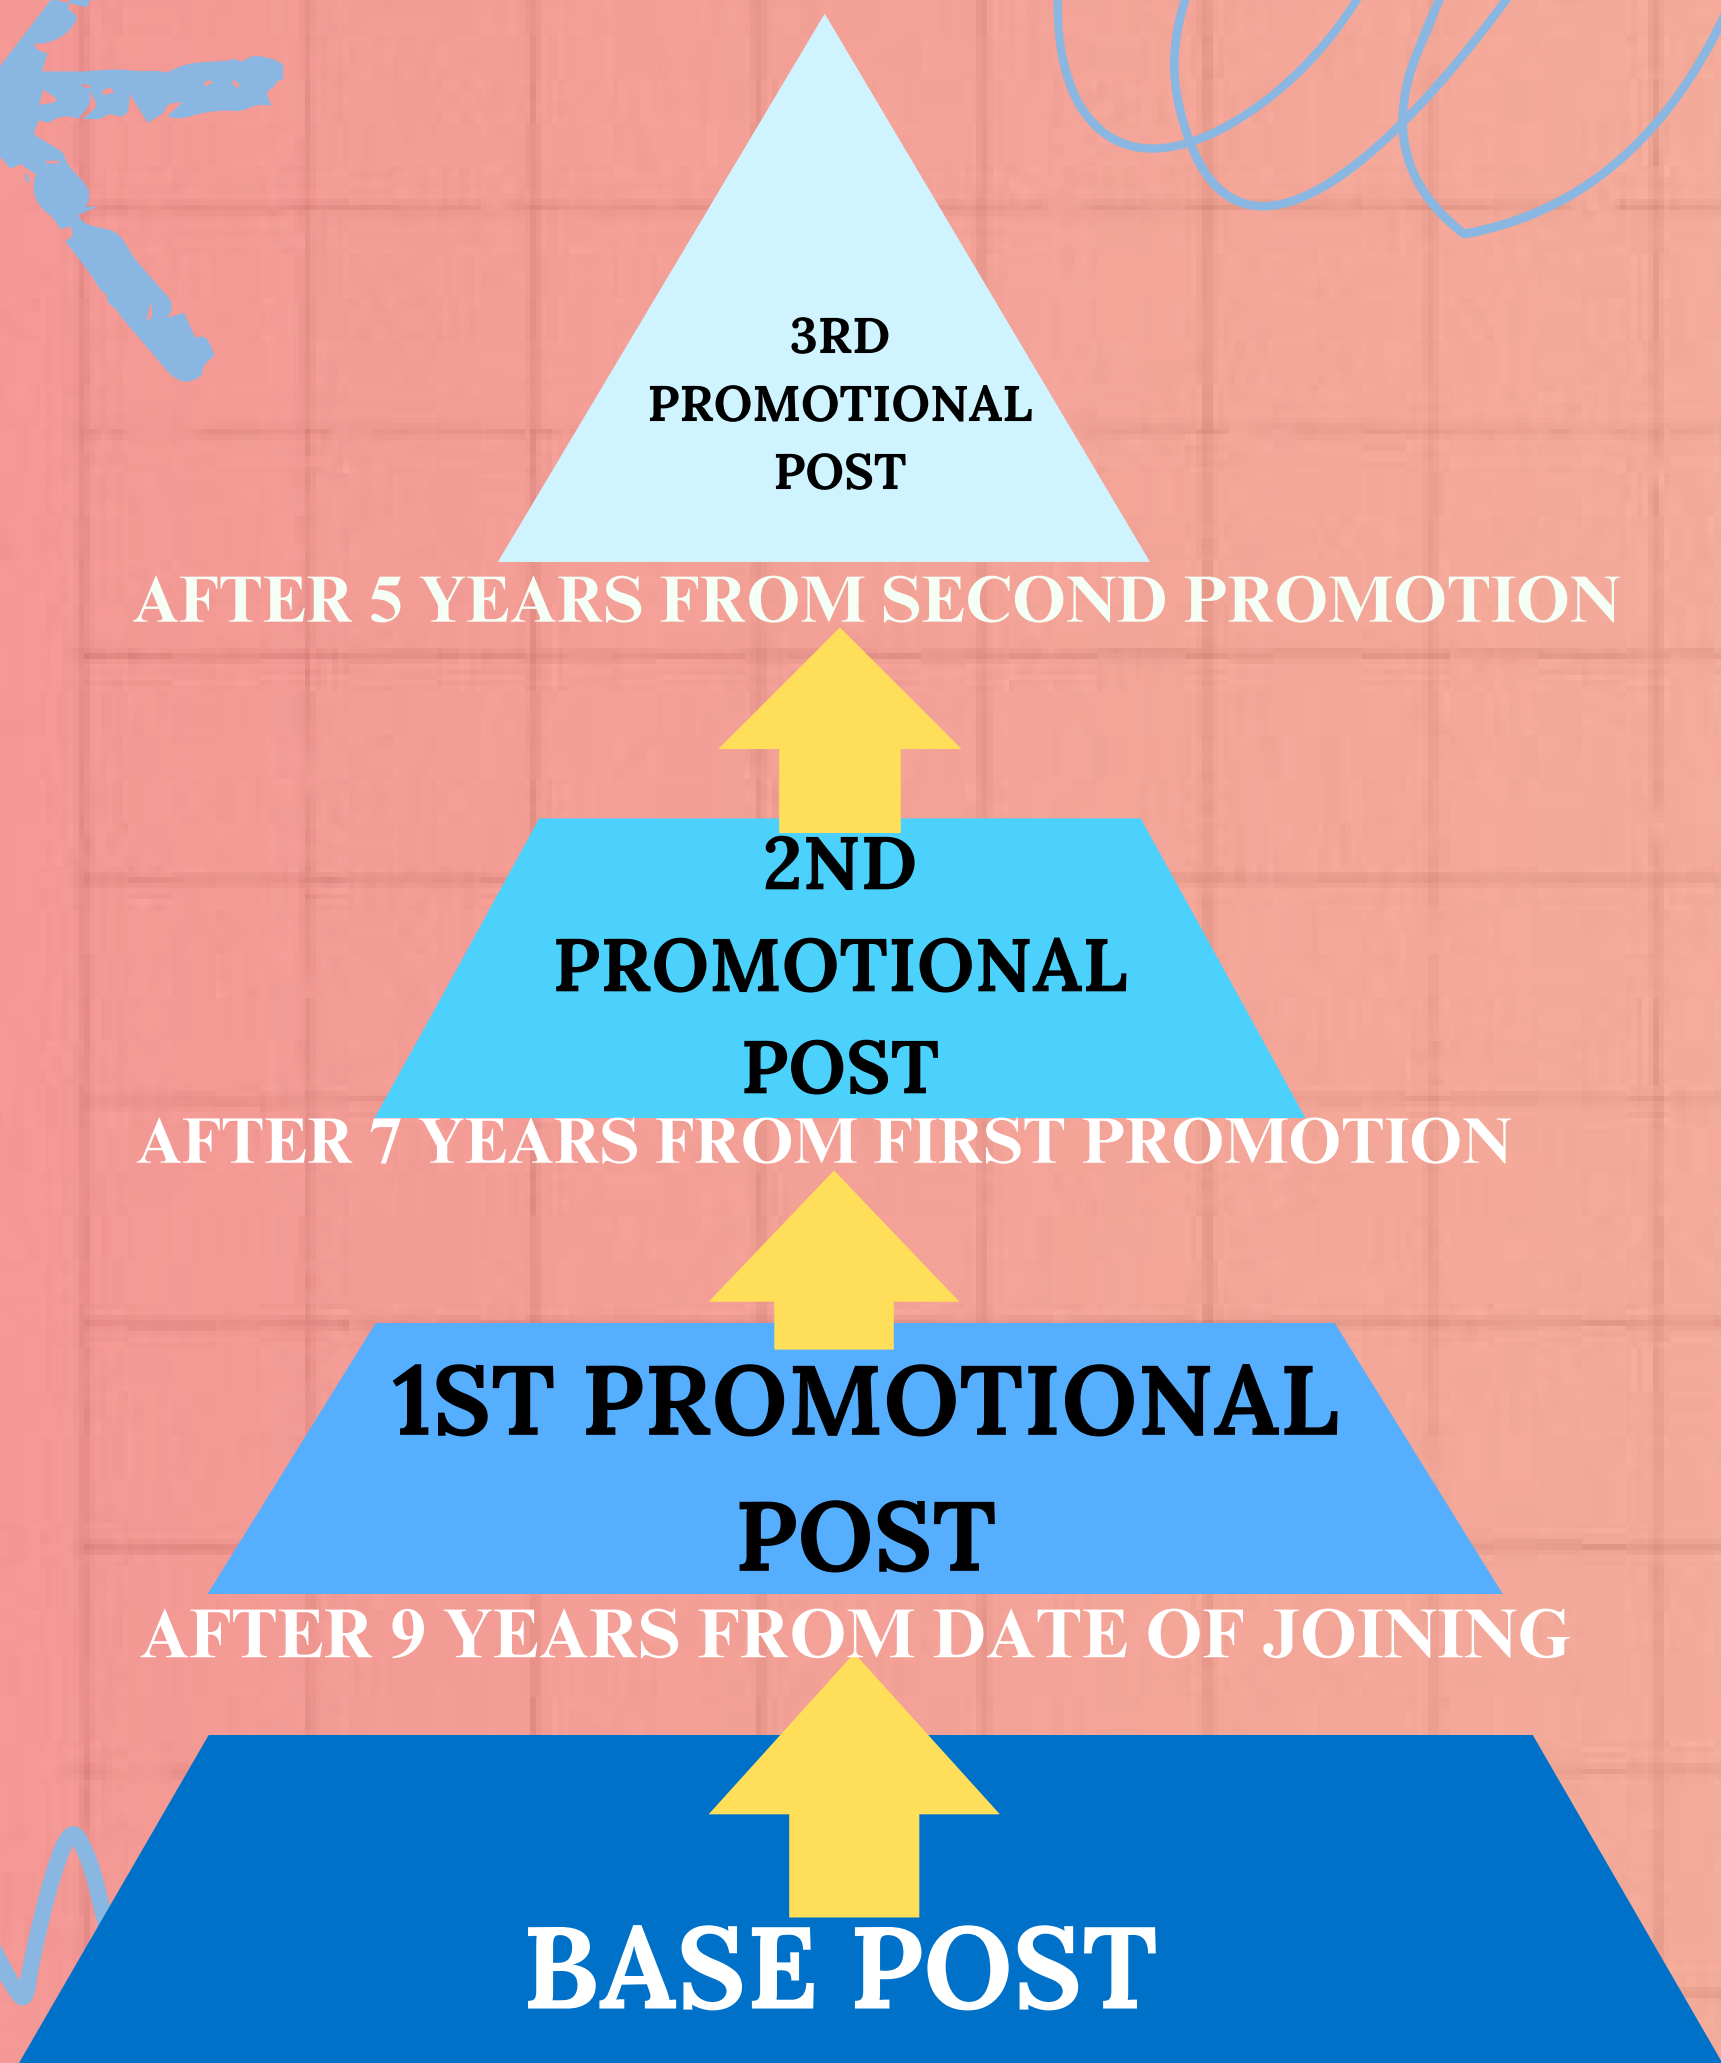 3RD
PROMOTIONAL
POST
AFTER 5 YEARS FROM SECOND PROMOTION
2ND
PROMOTIONAL
POST
AFTER 7 YEARS FROM FIRST PROMOTION
1ST PROMOTIONAL
POST
AFTER 9 YEARS FROM DATE OF JOINING
BASE POST